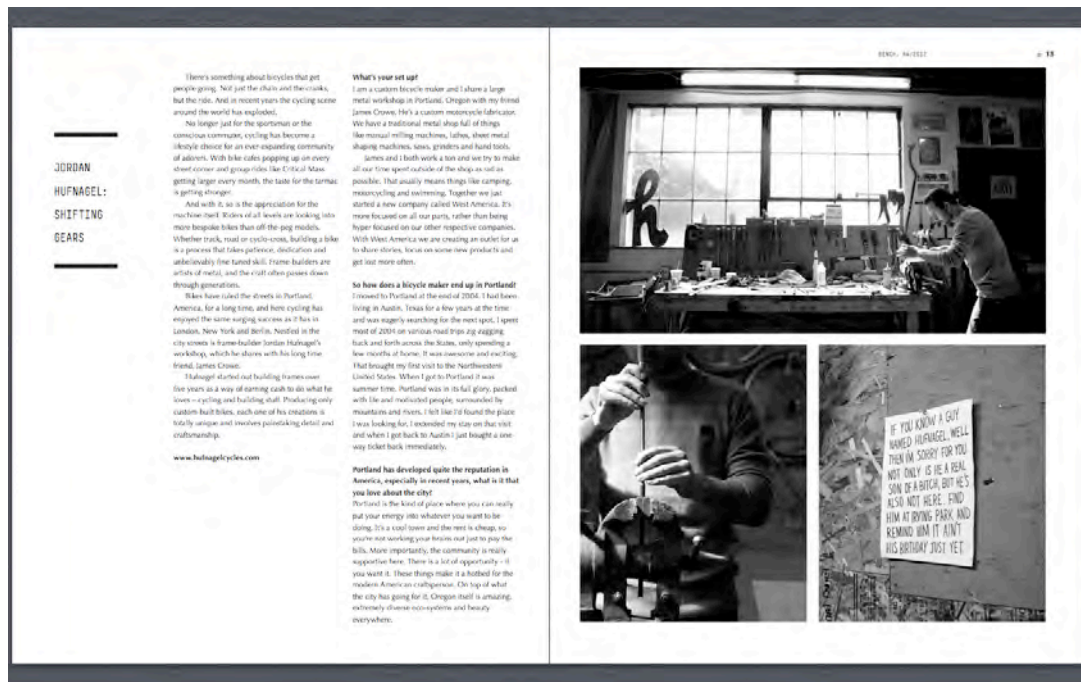 JORDAN
HUFNAGEL:
SHIFTING
GEARS
There's something about bicycles that get
people going. Not just the chain and the cranks,
but the ride. And in recent years the cycling scene
around the world has exploded.
No longer just for the sportsman or the
conscious commuter, cycling has become a
lifestyle choice for an ever-expanding community
of adorers. With bike cafes popping up on every
street corner and group rides like Critical Mass
getting larger every month, the taste for the tarmac
is getting stronger.
And with it, so is the appreciation for the
machine itself. Riders of all levels are looking into
more bespoke bikes than off-the-peg models.
Whether track, road or cyclo-cross, building a bike
is a process that takes patience, dedication and
unbelievably fine tuned skill. Frame-builders are
artists of metal, and the craft often passes down
through generations.
Bikes have ruled the streets in Portland,
America, for a long time, and here cycling has
enjoyed the same surging success as it has in
London, New York and Berlin. Nestled in the
city streets is frame-builder Jordan Hufnagel's
workshop, which he shares with his long time
friend, James Crowe.
Hufnagel started out building frames over
five years as a way of earning cash to do what he
loves – cycling and building stuff. Producing only
custom-built bikes, each one of his creations is
totally unique and involves painstaking detail and
craftsmanship.
www.hufnagelcycles.com
What's your set up?
I am a custom bicycle maker and I share a large
metal workshop in Portland, Oregon with my friend
James Crowe. He's a custom motorcycle fabricator.
We have a traditional metal shop full of things
like manual milling machines, lathes, sheet metal
shaping machines, saws, grinders and hand tools.
James and I both work a ton and we try to make
all our time spent outside of the shop as rad as
possible. That usually means things like camping,
motorcycling and swimming. Together we just
started a new company called West America. It's
more focused on all our parts, rather than being
hyper focused on our other respective companies.
With West America we are creating an outlet for us
to share stories, focus on some new products and
get lost more often.
So how does a bicycle maker end up in Portland?
I moved to Portland at the end of 2004. I had been
living in Austin, Texas for a few years at the time
and was eagerly searching for the next spot. I spent
most of 2004 on various road trips zig zagging
back and forth across the States, only spending a
few months at home. It was awesome and exciting.
That brought my first visit to the Northwestern
United States. When I got to Portland it was
summer time. Portland was in its full glory, packed
with life and motivated people, surrounded by
mountains and rivers. I felt like I'd found the place
I was looking for. I extended my stay on that visit
and when I got back to Austin I just bought a one
way ticket back immediately.
Portland has developed quite the reputation in
America, especially in recent years, what is it that
you love about the city?
Portland is the kind of place where you can really
put your energy into whatever you want to be
doing. It's a cool town and the rent is cheap, so
you're not working your brains out just to pay the
bills. More importantly, the community is really
supportive here. There is a lot of opportunity – if
you want it. These things make it a hotbed for the
modern American craftsperson. On top of what
the city has going for it, Oregon itself is amazing,
extremely diverse eco-systems and beauty
everywhere.
15
h
IF YOU KNOW A GUY
NAMED HUFNAGEL, WELL
THEN I'M SORRY FOR YOU
NOT ONLY IS HE A REAL
SON OF A BITCH, BUT HE'S
ALSO NOT HERE. FIND
HIM AT IRVING PARK AND
REMIND HIM IT AIN'T
HIS BIRTHDAY JUST YET